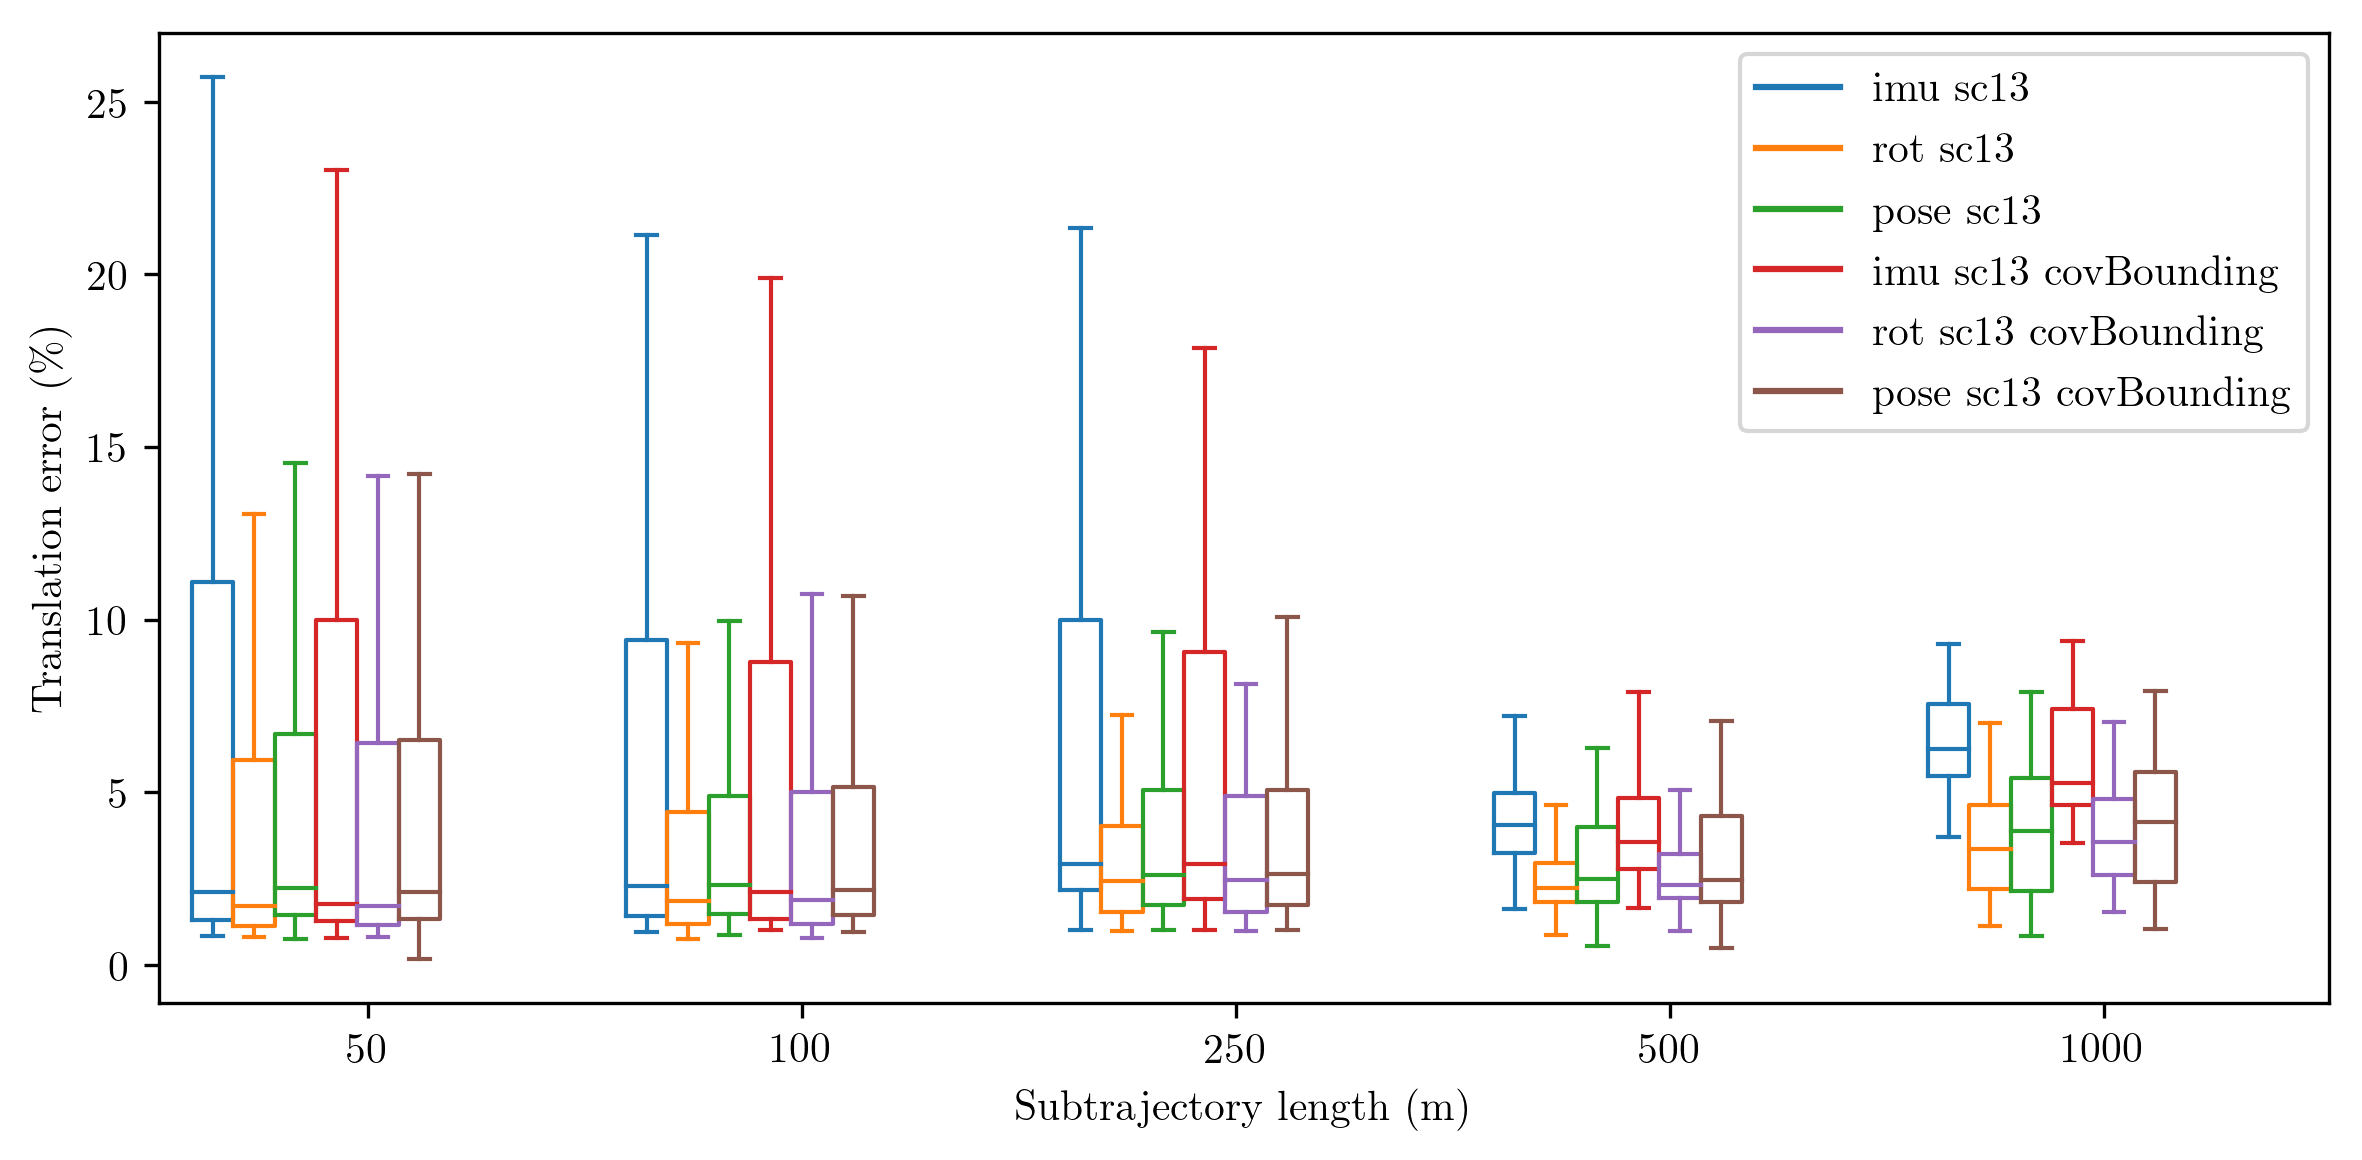 Translation error (%)
25
20
15
10
5
0
50
100
250
500
1000
Subtrajectory length (m)
imu sc13
rot sc13
pose sc13
imu sc13 covBounding
rot sc13 covBounding
pose sc13 covBounding